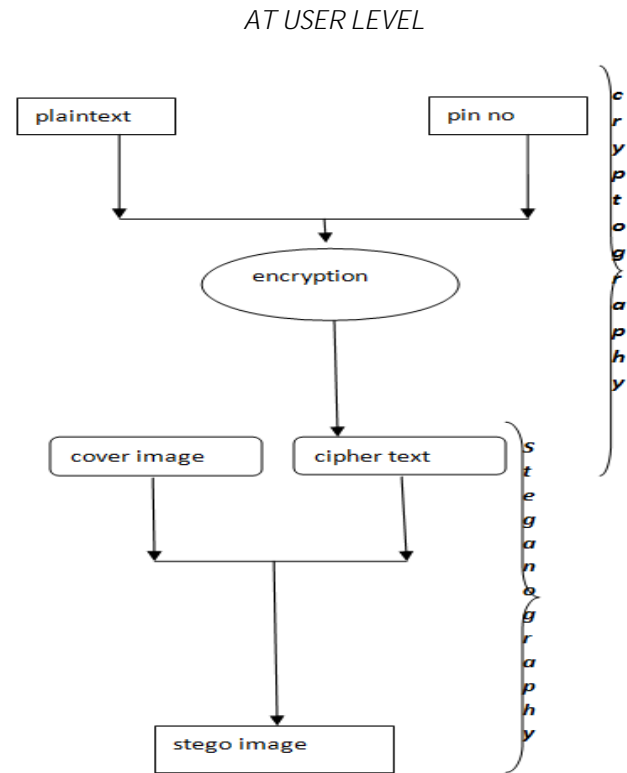 AT USER LEVEL
plaintext
pin no
cryptography
encryption
cover image
cipher text
Steganography
stego image